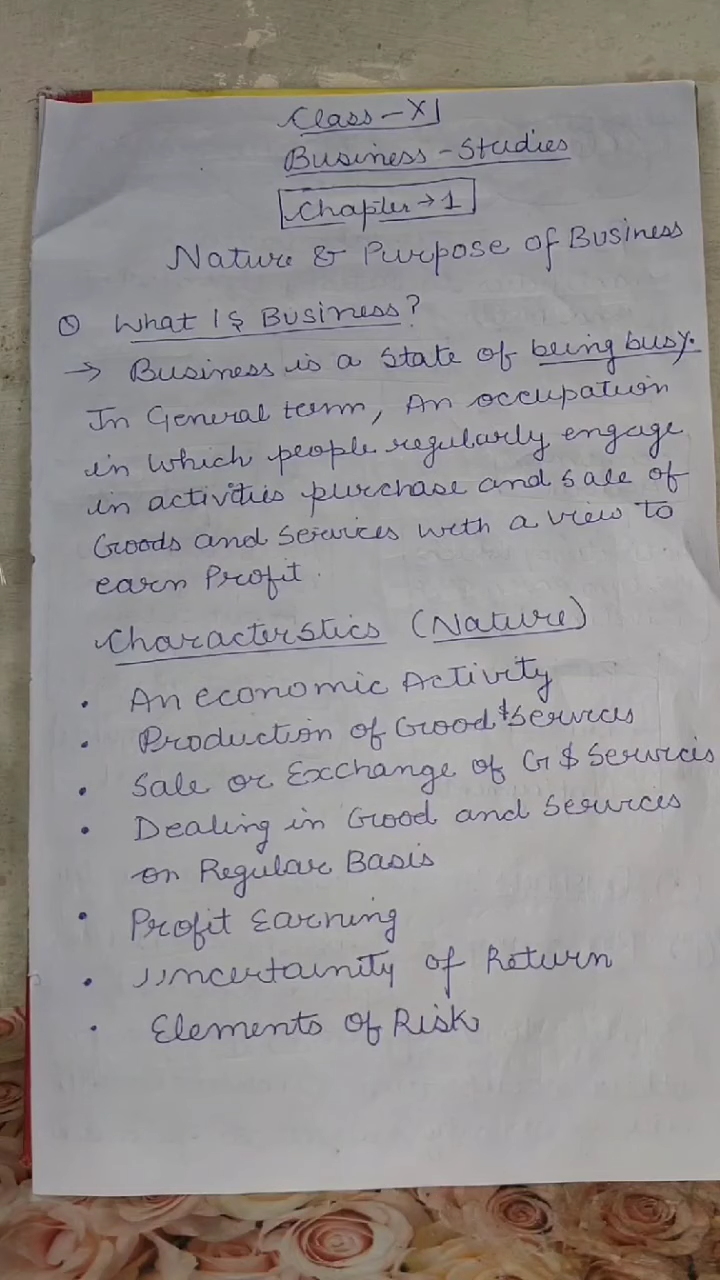 Class - XI
Business - Studies
Chapter → 1
Nature & Purpose of Business
Q What Is Business?
→ Business is a State of being busy.
In General term, An occupation
in which people regularly engage
in activities purchase and sale of
Goods and Services with a view to
earn Profit.
Characterstics (Nature)
• An economic Activity
• Production of Good & Services
• Sale or Exchange of G & Services
• Dealing in Good and Services
on Regular Basis
• Profit Earning
• Uncertainity of Return
• Elements of Risk